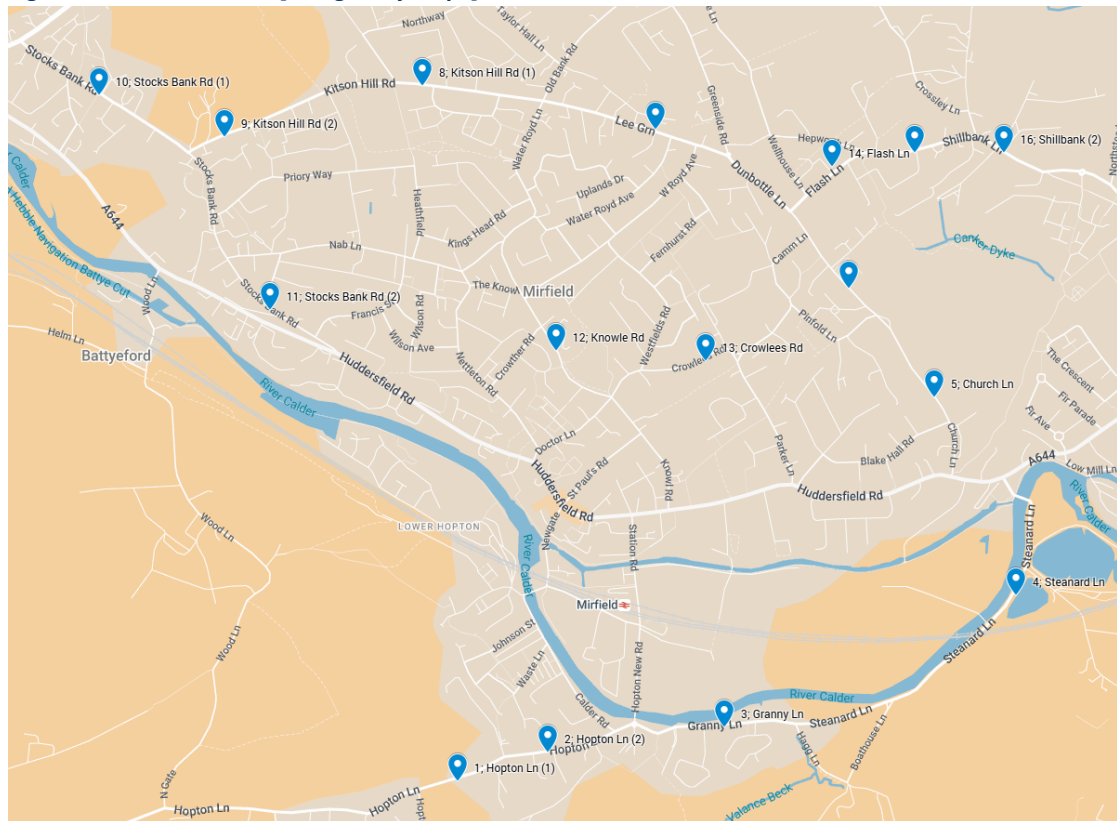 Northway
Taylor Hall Ln
Old Bank Rd
Stocks Bank Rd
10; Stocks Bank Rd (1)
8; Kitson Hill Rd (1)
Kitson Hill Rd
Greenside Rd
Crossley Ln
9; Kitson Hill Rd (2)
Lee Grn
Water Royd Ln
Wellhouse Ln
14; Flash Ln
Shillbank Ln
16; Shillbank (2)
Flash Ln
Dunbottle Ln
River Calder
Stocks Bank Rd
Priory Way
Uplands Dr
W Royd Ave
Heathfield
Water Royd Ave
A644
Kings Head Rd
Fernhurst Rd
Hebble Navigation Battye Cut
Nab Ln
Camm Ln
Canker Dyke
Wood Ln
Stocks Bank Rd
11; Stocks Bank Rd (2)
Mirfield
Francis St
Wilson Rd
Pinfold Ln
Helm Ln
Battyeford
Wilson Ave
12; Knowle Rd
Westfields Rd
13; Crowlees Rd
Crowlees Rd
Nettleton Rd
Crowther Rd
The Crescent
River Calder
Huddersfield Rd
5; Church Ln
Fir Parade
Fir Ave
Doctor Ln
Church Ln
Parker Ln
Blake Hall Rd
A644
Low Mill Ln
St Paul's Rd
Knowl Rd
Huddersfield Rd
Huddersfield Rd
River Calder
Wood Ln
LOWER HOPTON
Newgate
Station Rd
Steanard Ln
River Calder
4; Steanard Ln
Mirfield
Wood Ln
Johnson St
Steanard Ln
Waste Ln
Hopton New Rd
River Calder
Calder Rd
3; Granny Ln
Granny Ln
Steanard Ln
2; Hopton Ln (2)
Hagg Ln
Boathouse Ln
1; Hopton Ln (1)
N Gate
Hopton Ln
Valance Beck
Hopton Ln